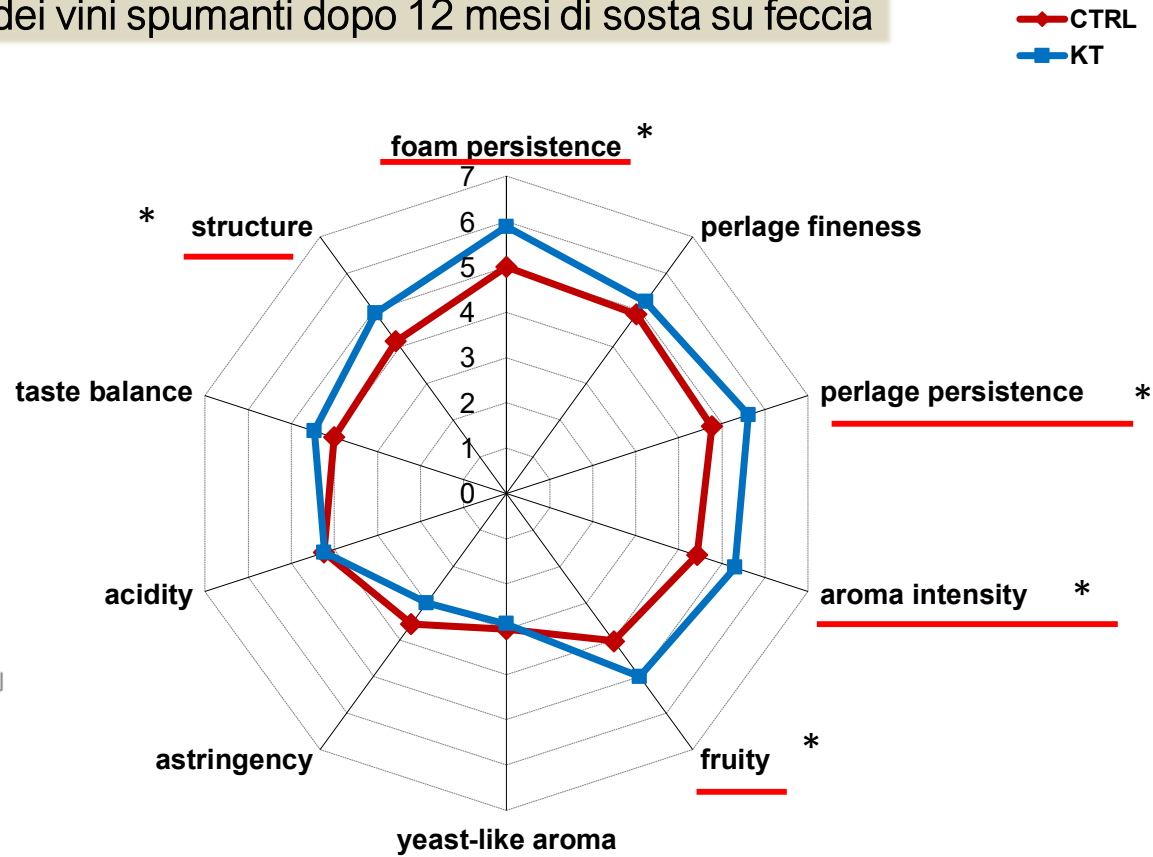 dei vini spumanti dopo 12 mesi di sosta su feccia
CTRL
KT
foam persistence *
* structure
perlage fineness
7
6
5
4
3
2
1
0
taste balance
perlage persistence *
acidity
aroma intensity *
astringency
fruity *
yeast-like aroma